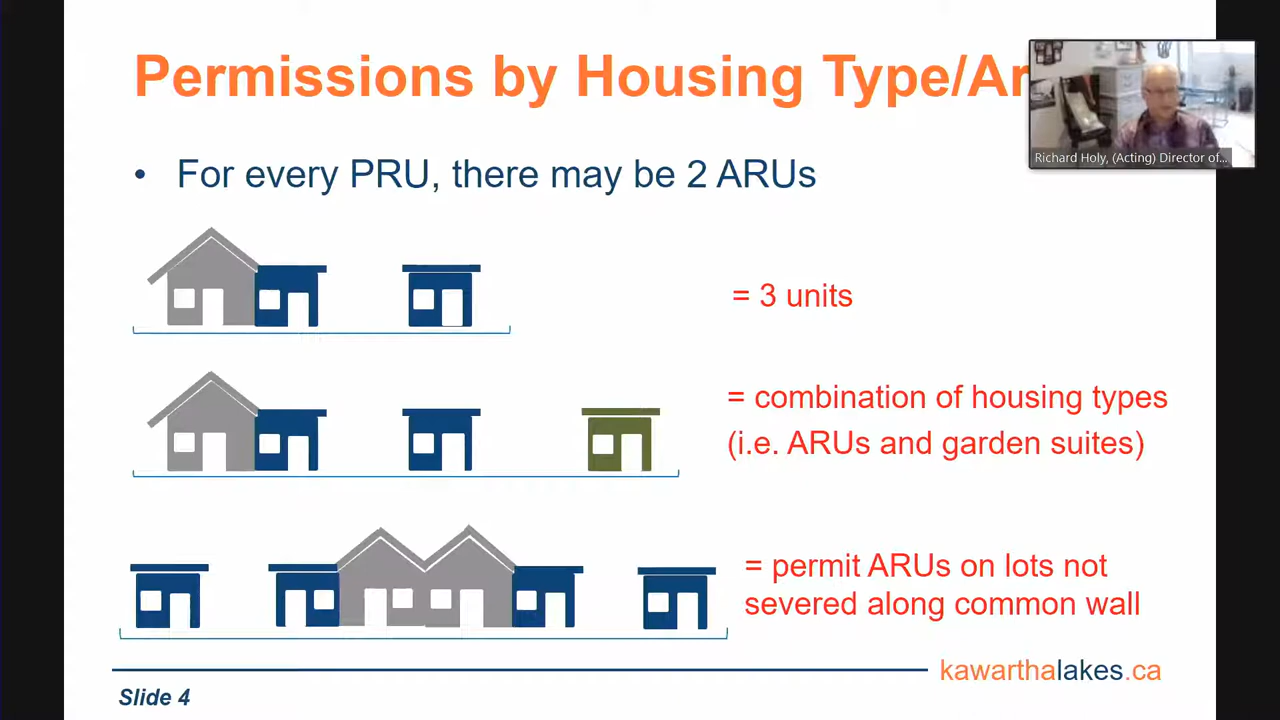 Permissions by Housing Type/Ar
Richard Holy, (Acting) Director of...
• For every PRU, there may be 2 ARUs
= 3 units
= combination of housing types
(i.e. ARUs and garden suites)
= permit ARUs on lots not
severed along common wall
kawarthalakes.ca
Slide 4